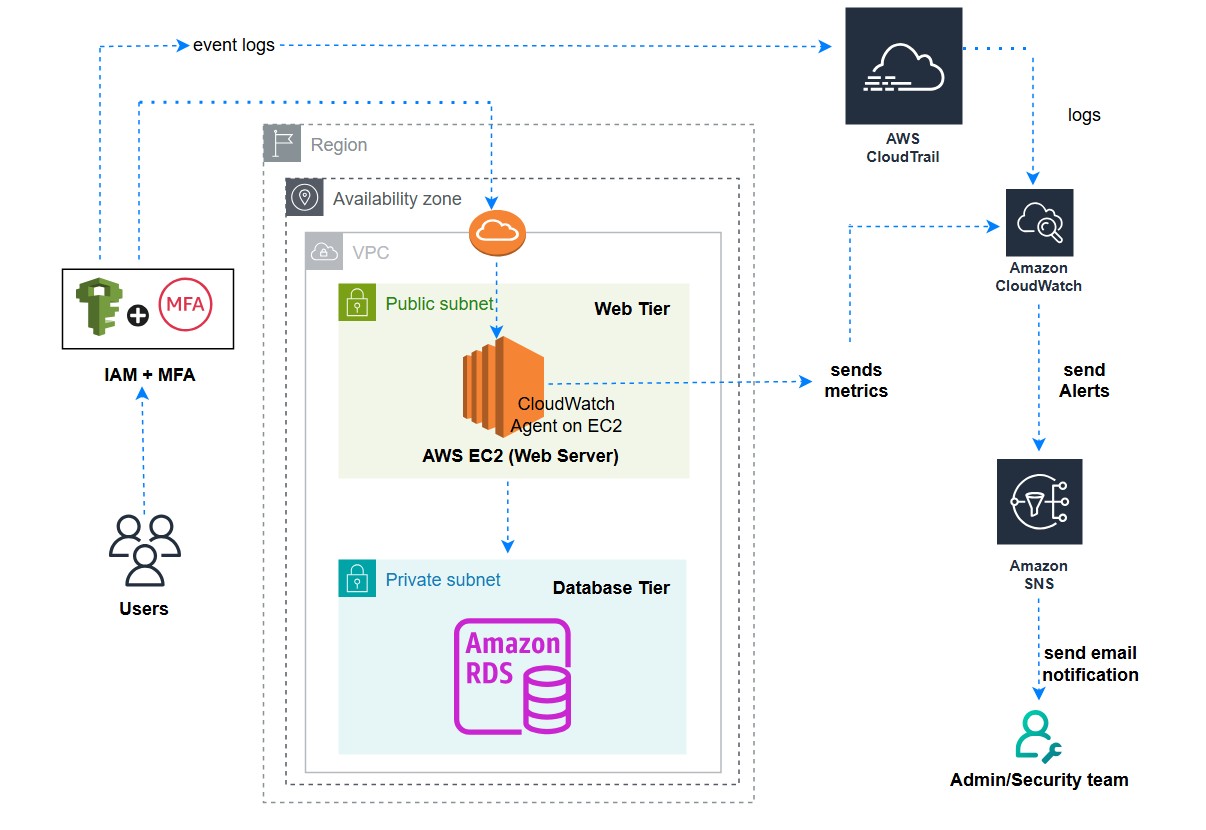 event logs
AWS
CloudTrail
logs
Region
Availability zone
VPC
Amazon
CloudWatch
MFA
IAM + MFA
Public subnet
Web Tier
CloudWatch
Agent on EC2
AWS EC2 (Web Server)
sends
metrics
send
Alerts
Users
Private subnet
Database Tier
Amazon
RDS
Amazon
SNS
send email
notification
Admin/Security team